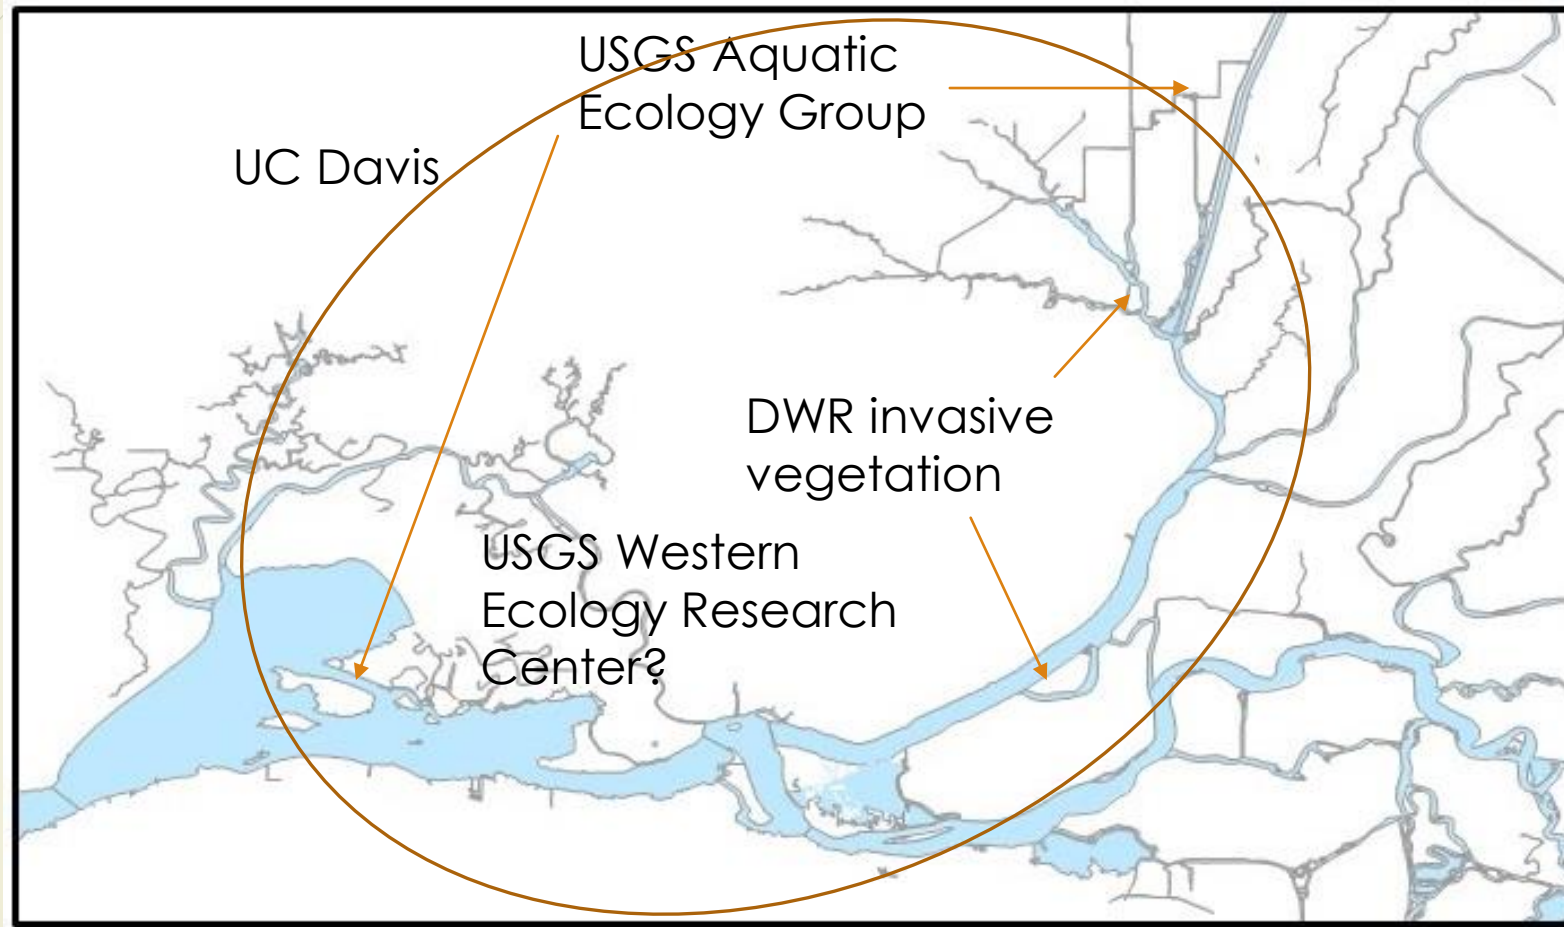 USGS Aquatic
Ecology Group
UC Davis
DWR invasive
vegetation
USGS Western
Ecology Research
Center?